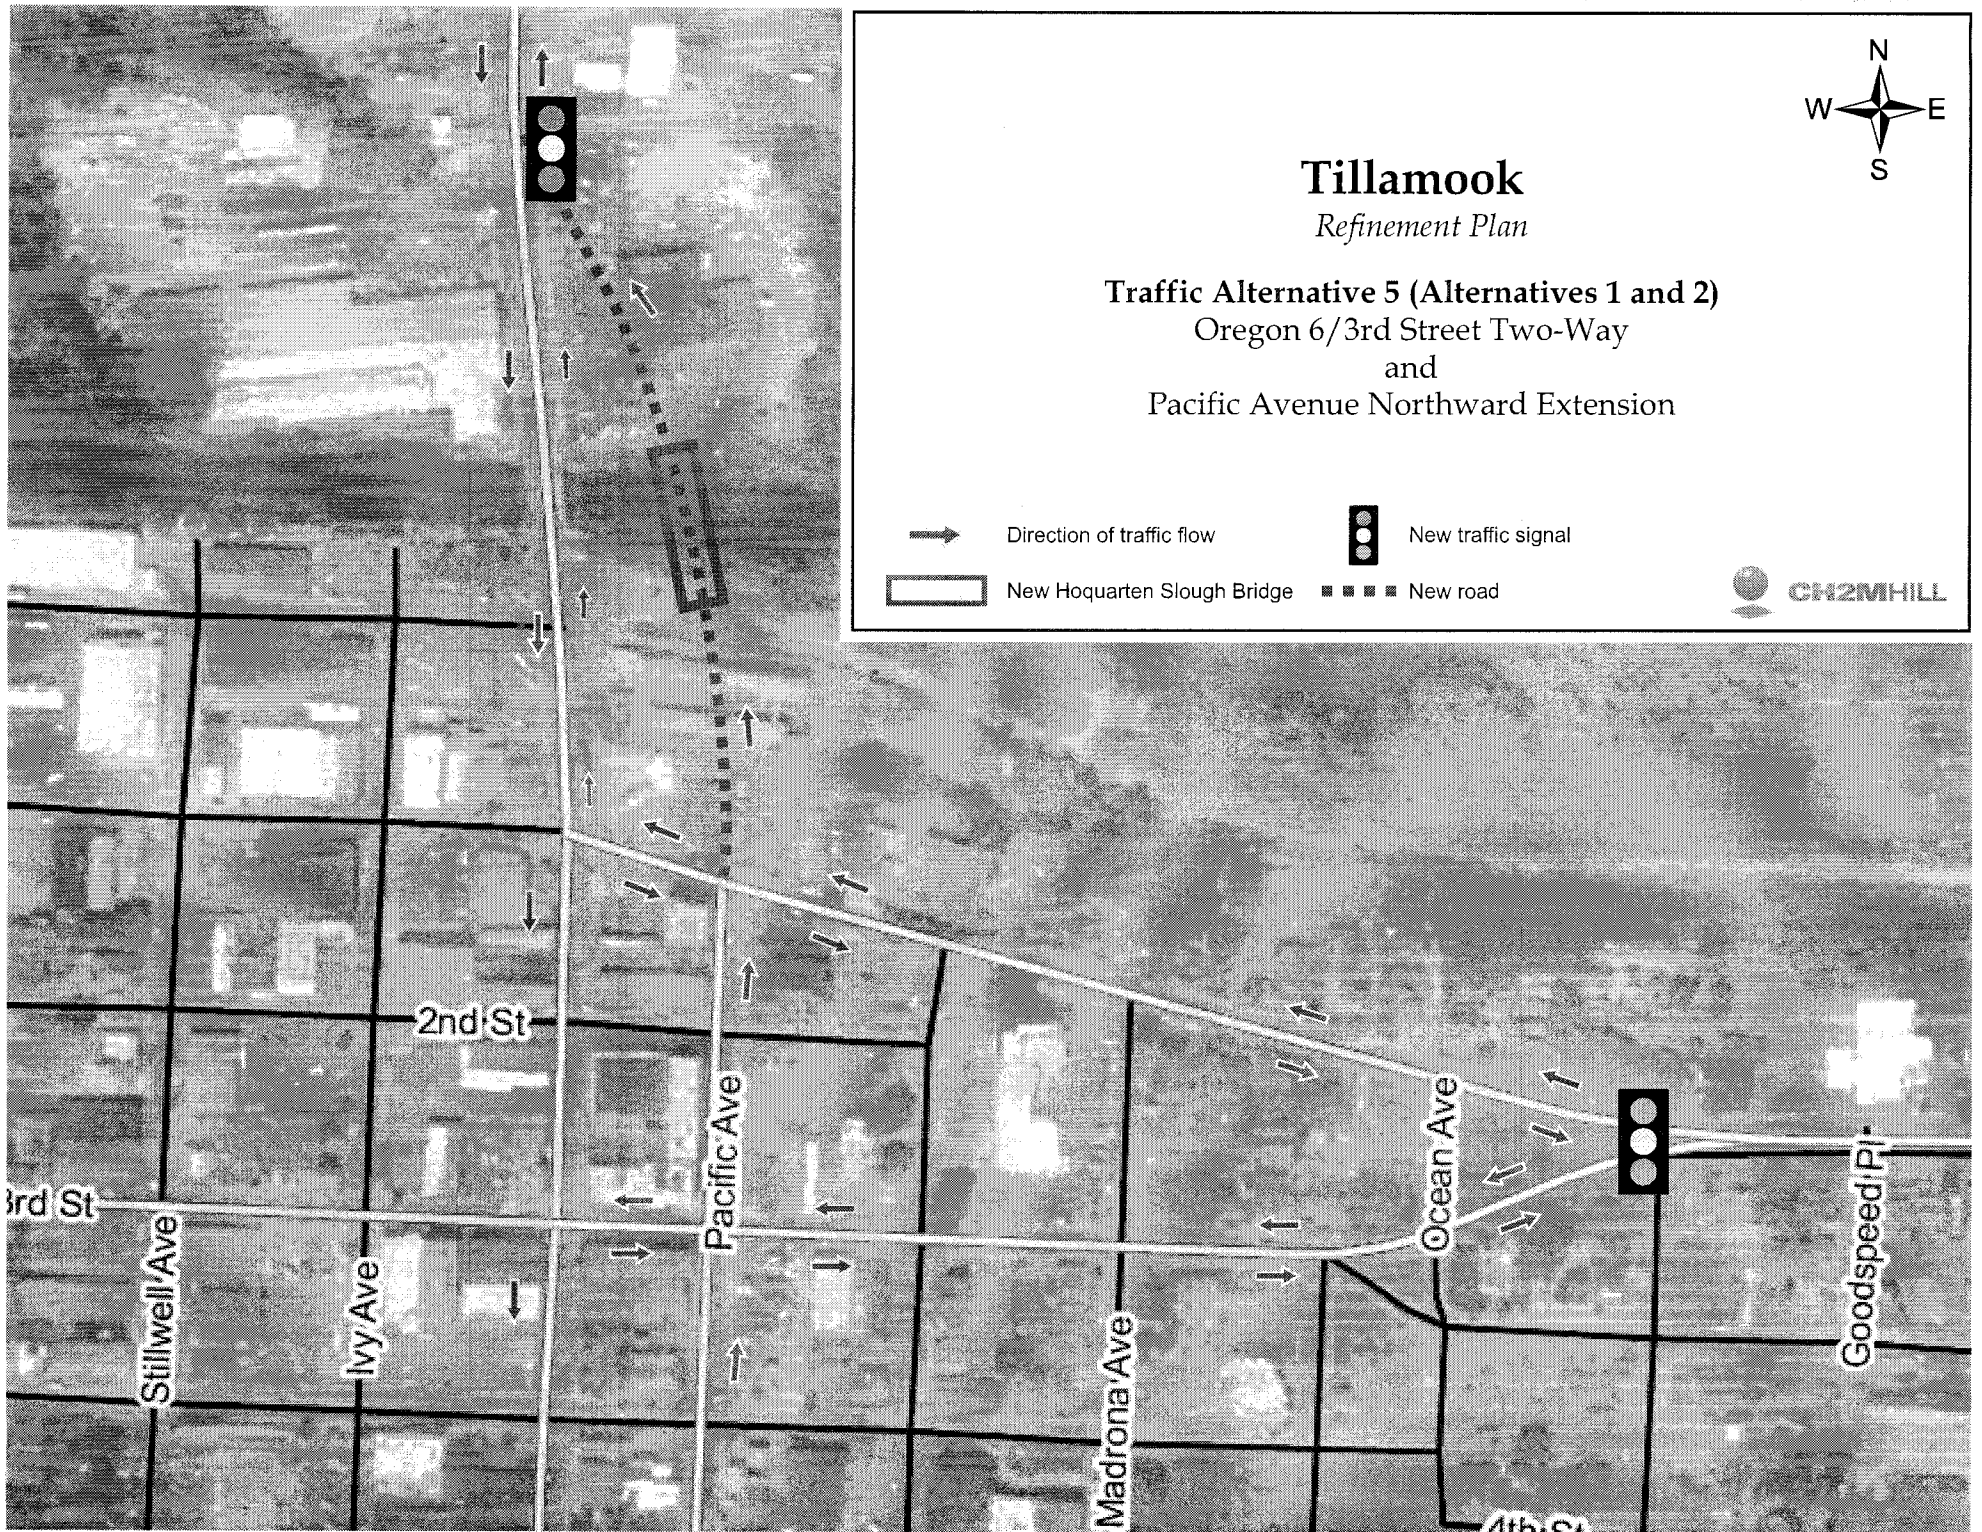 N
W E
S
Tillamook
Refinement Plan
Traffic Alternative 5 (Alternatives 1 and 2)
Oregon 6/3rd Street Two-Way
and
Pacific Avenue Northward Extension
Direction of traffic flow
New traffic signal
New Hoquarten Slough Bridge
New road
CH2MHILL
2nd St
Pacific Ave
Ocean Ave
3rd St
Stillwell Ave
Ivy Ave
Goodspeed Pl
Madrona Ave
4th St